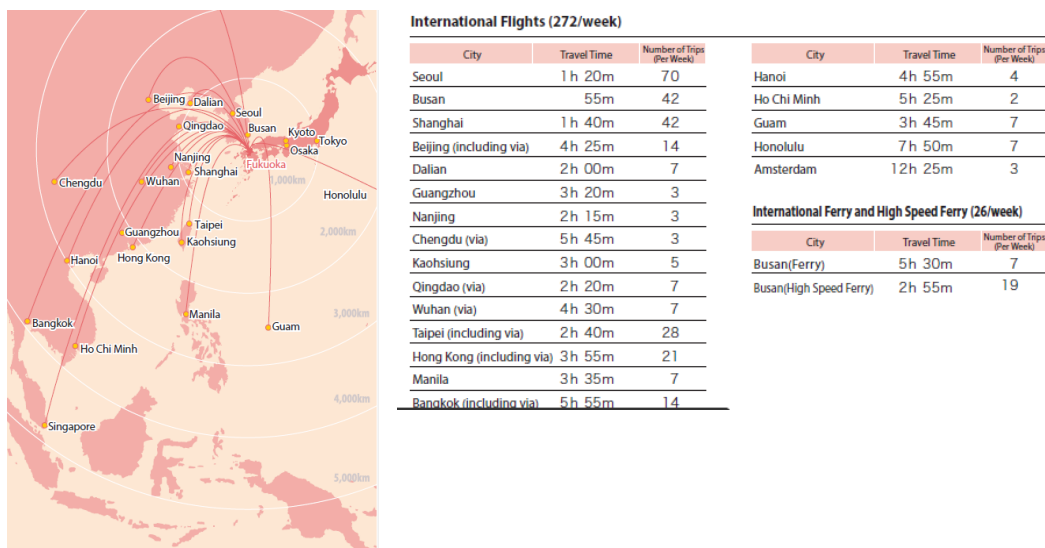 Beijing
Dalian
Seoul
Qingdao
Busan
Kyoto
Tokyo
Osaka
Fukuoka
Nanjing
Shanghai
Chengdu
Wuhan
1,000km
Honolulu
Taipei
Guangzhou
2,000km
Kaohsiung
Hong Kong
Hanoi
Manila
3,000km
Bangkok
Guam
Ho Chi Minh
4,000km
Singapore
5,000km
International Flights (272/week)
City Travel Time Number of Trips
(Per Week)
Seoul 1h 20m 70
Busan 55m 42
Shanghai 1h 40m 42
Beijing (including via) 4h 25m 14
Dalian 2h 00m 7
Guangzhou 3h 20m 3
Nanjing 2h 15m 3
Chengdu (via) 5h 45m 3
Kaohsiung 3h 00m 5
Qingdao (via) 2h 20m 7
Wuhan (via) 4h 30m 7
Taipei (including via) 2h 40m 28
Hong Kong (including via) 3h 55m 21
Manila 3h 35m 7
Bangkok (including via) 5h 55m 14
City Travel Time Number of Trips
(Per Week)
Hanoi 4h 55m 4
Ho Chi Minh 5h 25m 2
Guam 3h 45m 7
Honolulu 7h 50m 7
Amsterdam 12h 25m 3
International Ferry and High Speed Ferry (26/week)
City Travel Time Number of Trips
(Per Week)
Busan(Ferry) 5h 30m 7
Busan(High Speed Ferry) 2h 55m 19